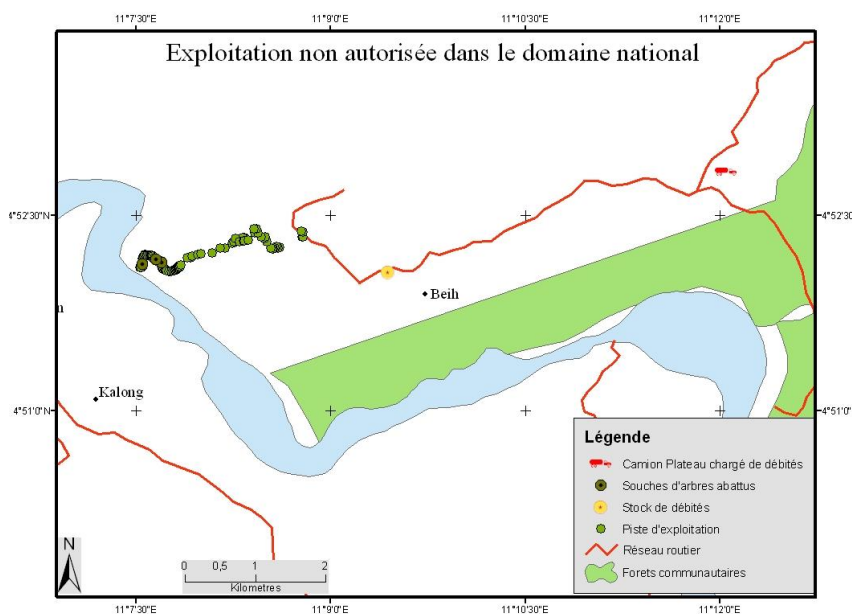 11°7'30"E 11°9'0"E 11°10'30"E 11°12'0"E
Exploitation non autorisée dans le domaine national
4°52'30"N 4°52'30"N
Beih
Kalong
4°51'0"N 4°51'0"N
Légende
Camion Plateau chargé de débités
Souches d'arbres abattus
Stock de débités
Piste d'exploitation
Réseau routier
Forets communautaires
N
0 0,5 1 2
Kilometres
11°7'30"E 11°9'0"E 11°10'30"E 11°12'0"E